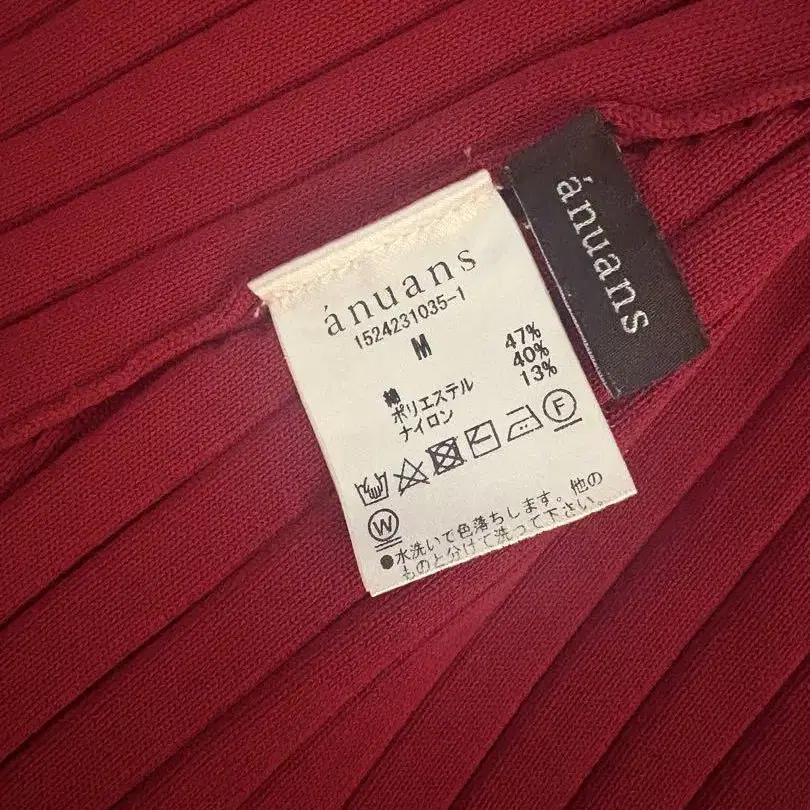 ánuans
1524231035-1
M
綿 47%
ポリエステル 40%
ナイロン 13%
F
W
●水洗いで色落ちします。他の
ものと分けて洗って下さい。
ánuans